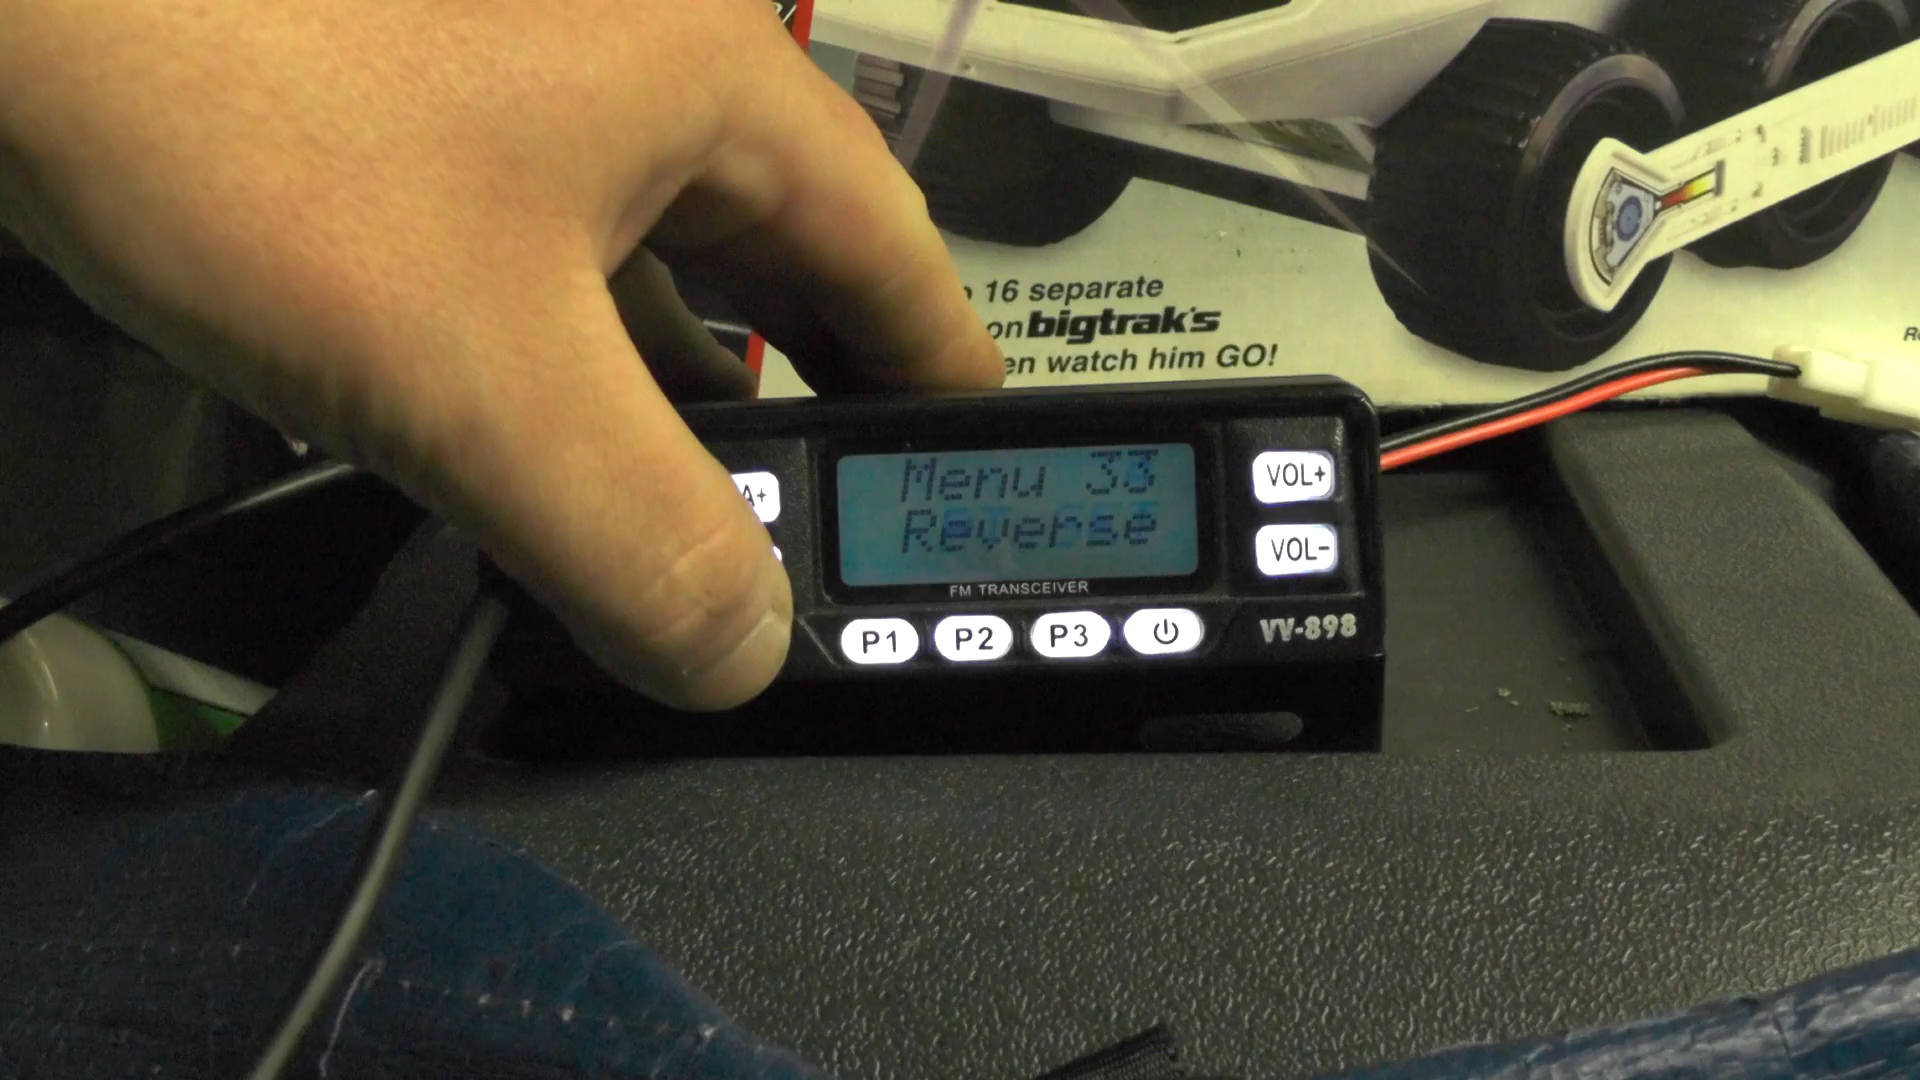 16 separate
on bigtrak's
en watch him GO!
Menu 33
Reverse
A+
VOL+
VOL-
FM TRANSCEIVER
P1 P2 P3
VV-898